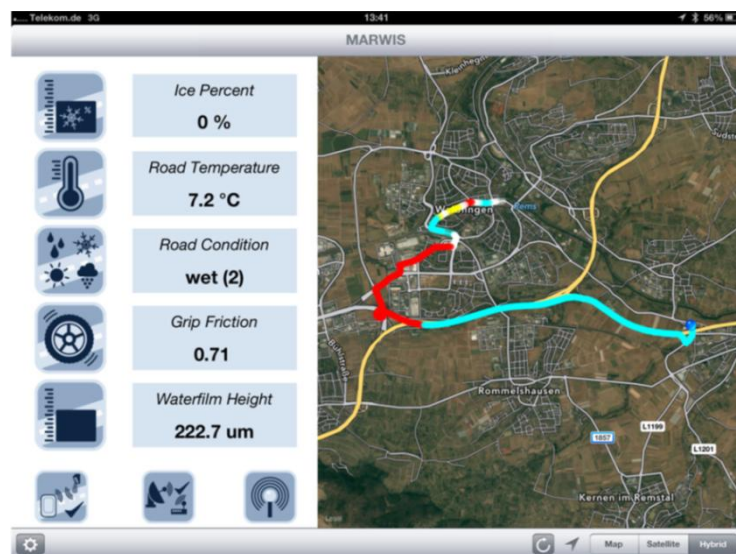 Telekom.de 3G
13:41
56%
MARWIS
Ice Percent
0 %
Road Temperature
7.2 °C
Road Condition
wet (2)
Grip Friction
0.71
Waterfilm Height
222.7 um
Rems
Rommelshausen
1857
L1199
L1201
Kernen im Remstal
Map
Satellite
Hybrid